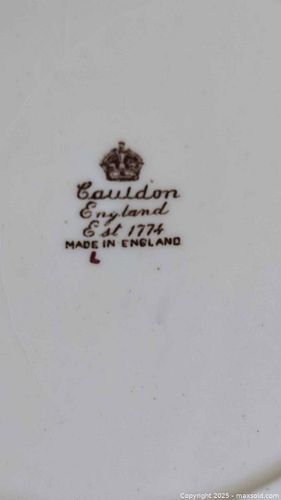 Cauldon
England
Est 1774
MADE IN ENGLAND
L
Copyright 2025 - maxsold.com